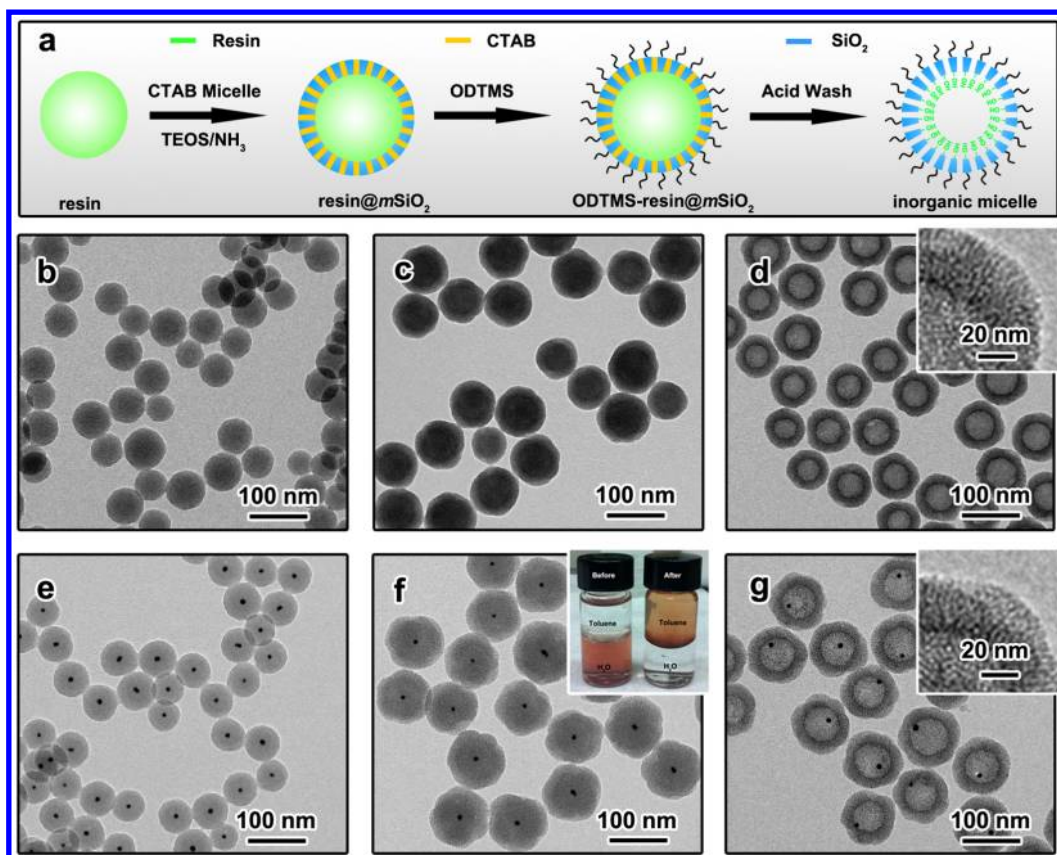 a
Resin
CTAB
SiO₂
CTAB Micelle
TEOS/NH₃
ODTMS
Acid Wash
resin
resin@mSiO₂
ODTMS-resin@mSiO₂
inorganic micelle
b
100 nm
c
100 nm
d
20 nm
100 nm
e
100 nm
f
Before
After
Toluene
Toluene
H₂O
H₂O
100 nm
g
20 nm
100 nm